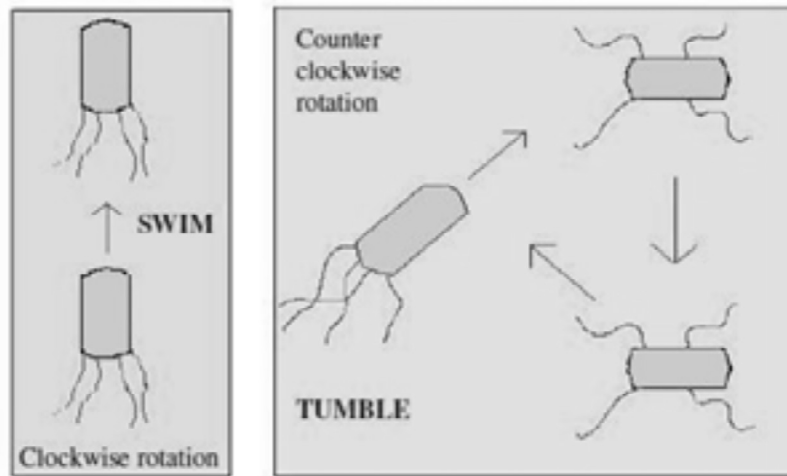 SWIM
Clockwise rotation
Counter
clockwise
rotation
TUMBLE